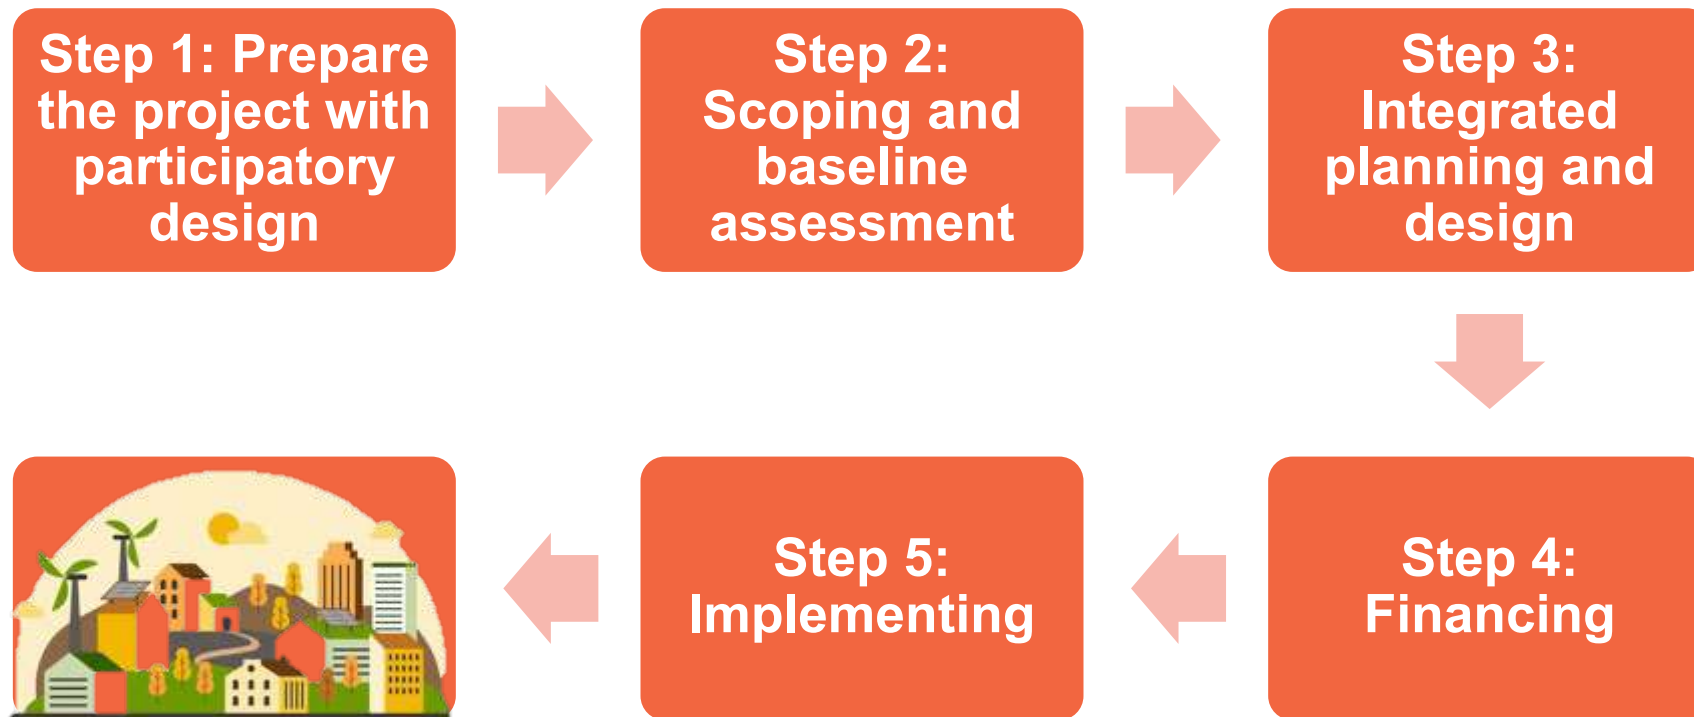 Step 1: Prepare
the project with
participatory
design
Step 2:
Scoping and
baseline
assessment
Step 3:
Integrated
planning and
design
Step 4:
Financing
Step 5:
Implementing